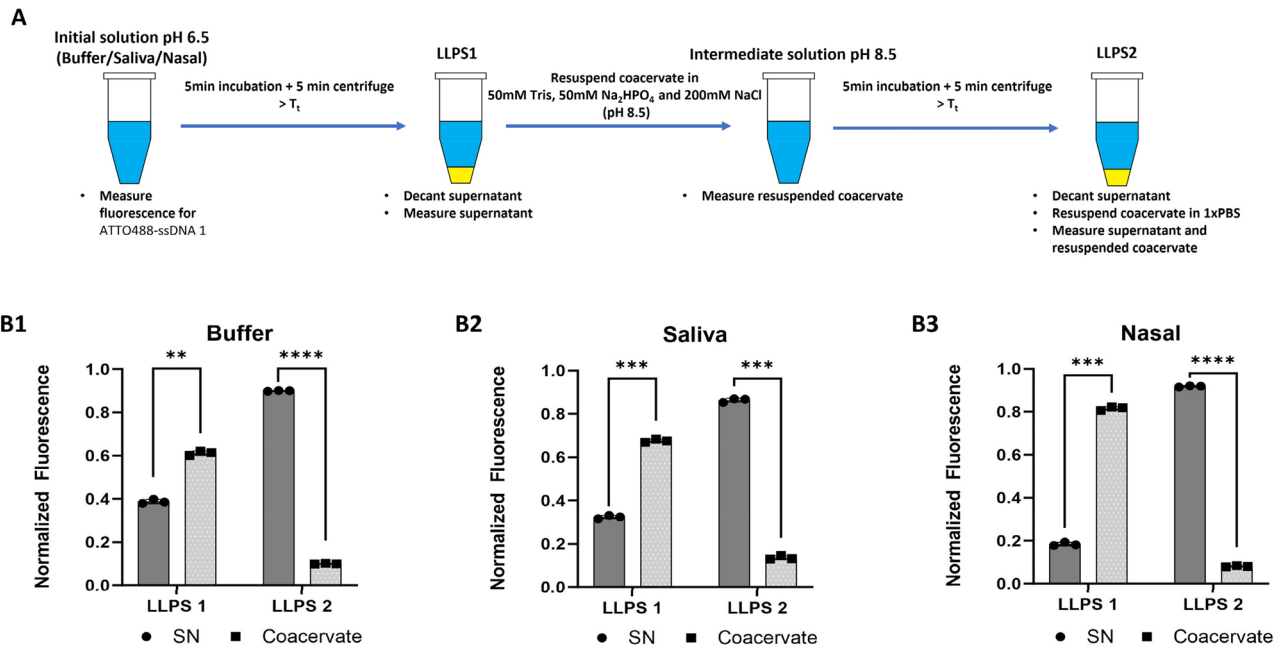 A
Initial solution pH 6.5
(Buffer/Saliva/Nasal)
5min incubation + 5 min centrifuge
> Tt
LLPS1
Resuspend coacervate in
50mM Tris, 50mM Na2HPO4 and 200mM NaCl
(pH 8.5)
Intermediate solution pH 8.5
5min incubation + 5 min centrifuge
> Tt
LLPS2
• Measure
fluorescence for
ATTO488-ssDNA 1
• Decant supernatant
• Measure supernatant
• Measure resuspended coacervate
• Decant supernatant
• Resuspend coacervate in 1xPBS
• Measure supernatant and
resuspended coacervate
B1
Buffer
Normalized Fluorescence
1.0
0.8
0.6
0.4
0.2
0.0
**
****
LLPS 1
LLPS 2
SN
Coacervate
B2
Saliva
Normalized Fluorescence
1.0
0.8
0.6
0.4
0.2
0.0
***
***
LLPS 1
LLPS 2
SN
Coacervate
B3
Nasal
Normalized Fluorescence
1.0
0.8
0.6
0.4
0.2
0.0
***
****
LLPS 1
LLPS 2
SN
Coacervate